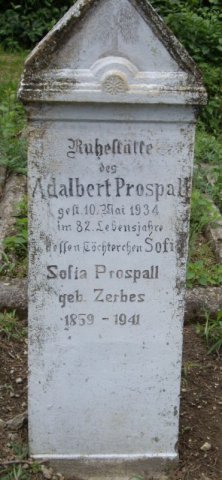 Ruhestätte
des
Adalbert Prospall
gest. 10. Mai 1934
im 82. Lebensjahre
dessen Töchterchen Sofi
Sofia Prospall
geb. Zerbes
1859 - 1941